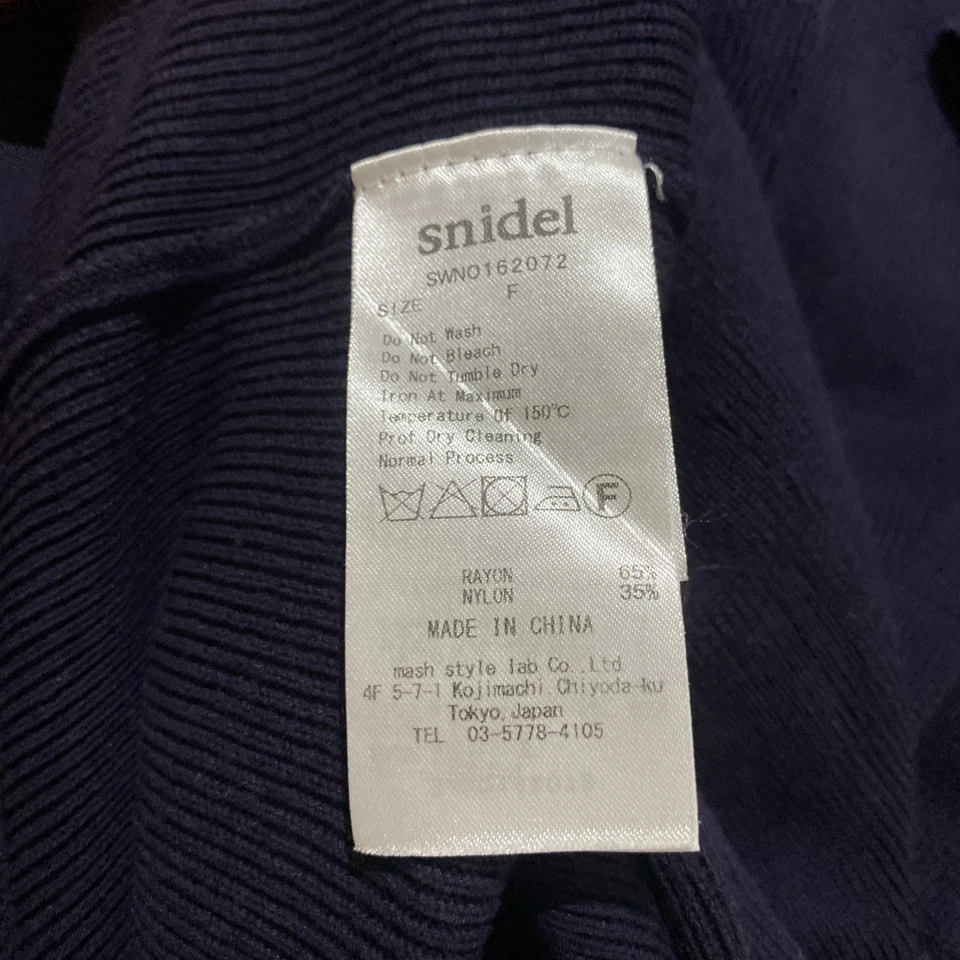 snidel
SWNO162072
SIZE F
Do Not Wash
Do Not Bleach
Do Not Tumble Dry
Iron At Maximum
Temperature Of 150℃
Prof Dry Cleaning
Normal Process
F
RAYON 65%
NYLON 35%
MADE IN CHINA
mash style lab Co.,Ltd
4F 5-7-1 Kojimachi Chiyoda-ku
Tokyo,Japan
TEL 03-5778-4105